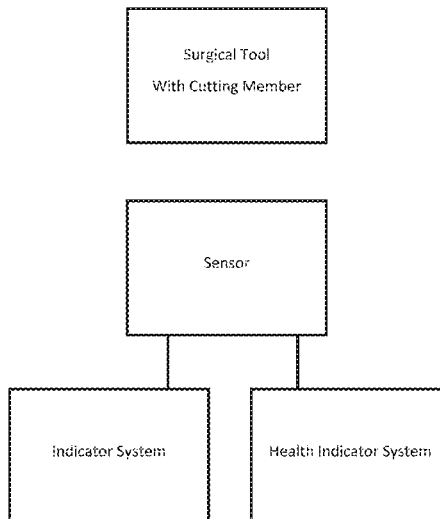 Surgical Tool
With Cutting Member
Sensor
Indicator System
Health Indicator System